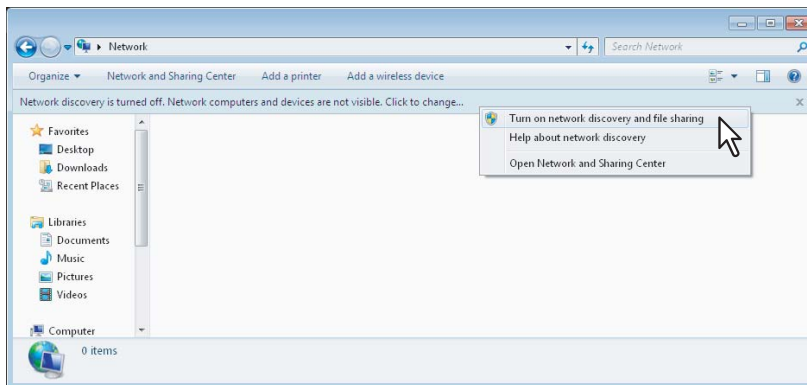 Network
Search Network
Organize
Network and Sharing Center
Add a printer
Add a wireless device
Network discovery is turned off. Network computers and devices are not visible. Click to change...
Turn on network discovery and file sharing
Help about network discovery
Open Network and Sharing Center
Favorites
Desktop
Downloads
Recent Places
Libraries
Documents
Music
Pictures
Videos
Computer
0 items